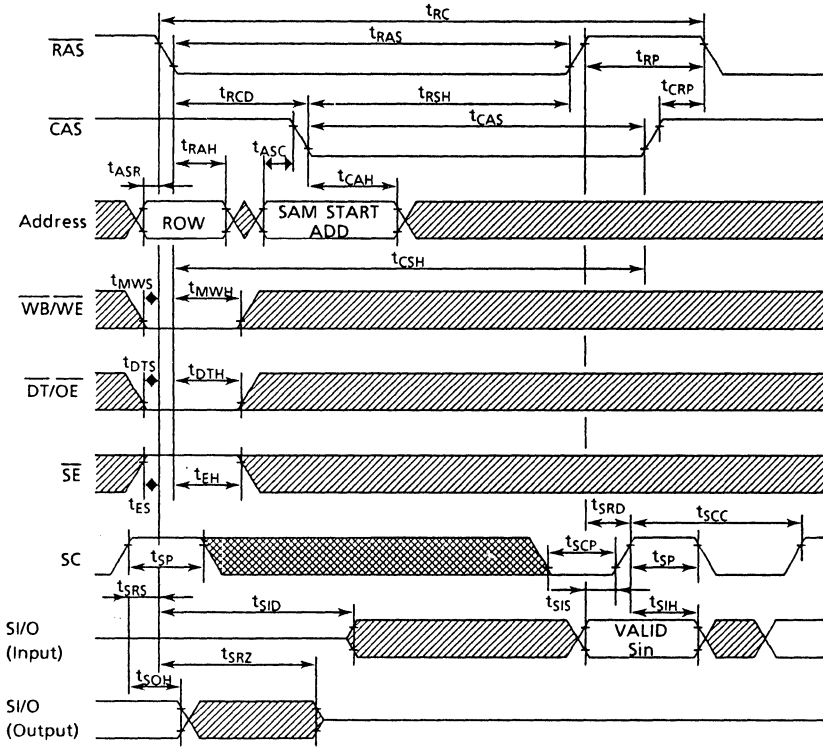 tRC
RAS
tRAS
tRP
tRCD
tRSH
tCRP
CAS
tCAS
tASR
tRAH
tASC
tCAH
Address
ROW
SAM START
ADD
tCSH
tMWS
tMWH
WB/WE
tDTS
tDTH
DT/OE
SE
tEH
tES
tSRD
tSCC
SC
tSP
tSCP
tSP
tSRS
tSID
tSIS
tSIH
SI/O
(Input)
VALID
Sin
tSRZ
tSOH
SI/O
(Output)